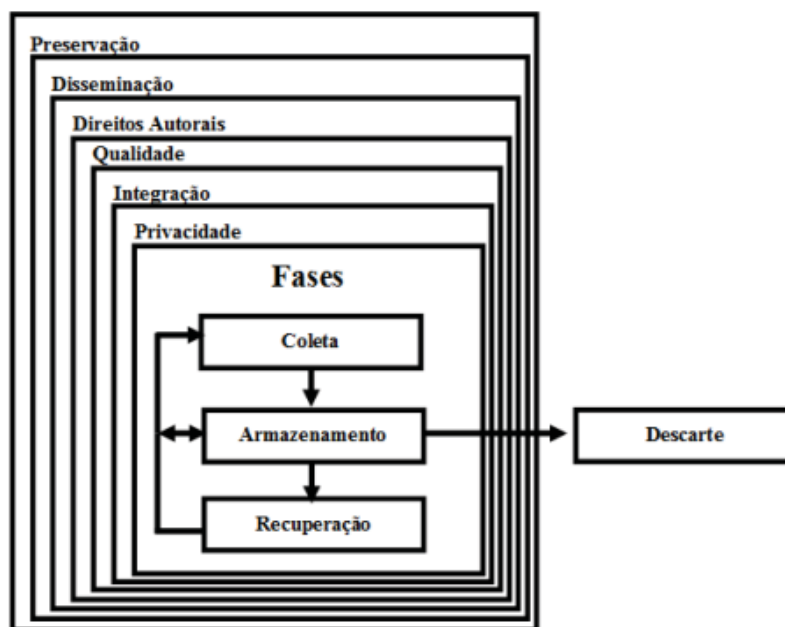 Preservação
Disseminação
Direitos Autorais
Qualidade
Integração
Privacidade
Fases
Coleta
Armazenamento
Descarte
Recuperação